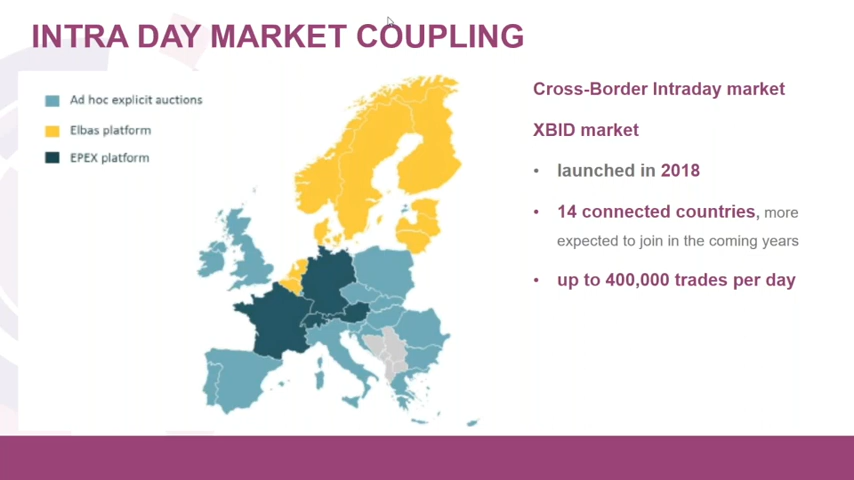 INTRA DAY MARKET COUPLING
Ad hoc explicit auctions
Elbas platform
EPEX platform
Cross-Border Intraday market
XBID market
• launched in 2018
• 14 connected countries, more
expected to join in the coming years
• up to 400,000 trades per day